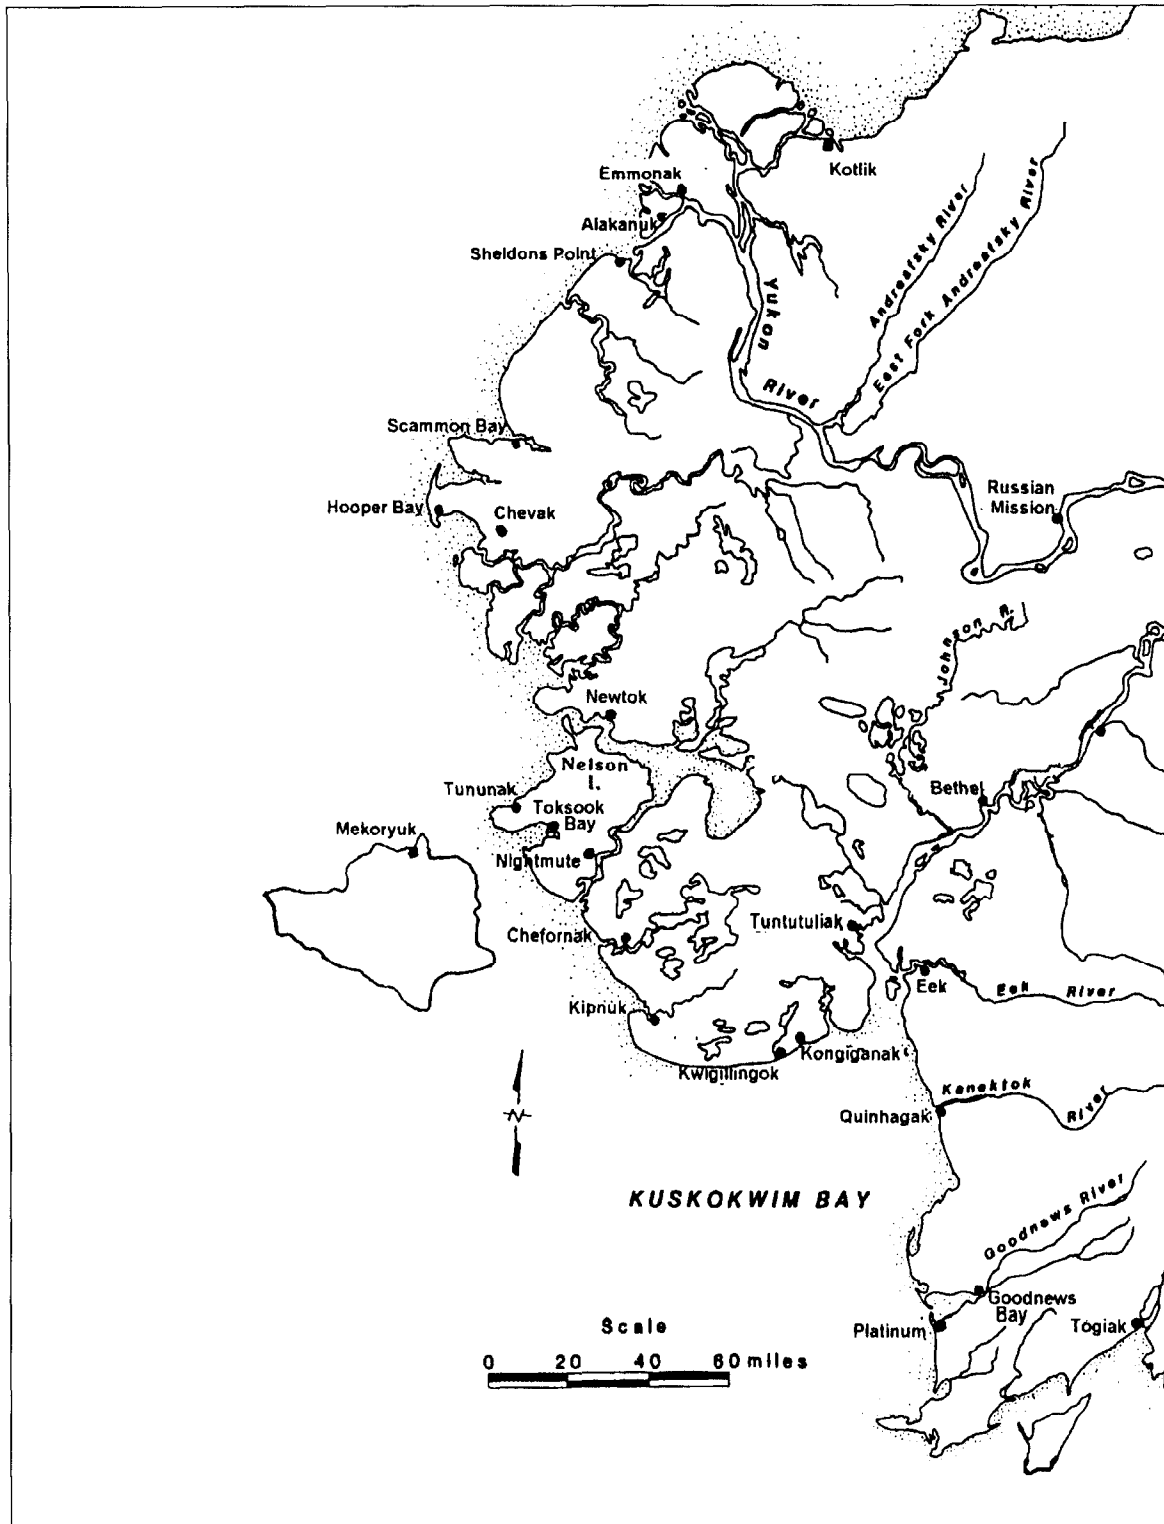 Kotlik
Emmonak
Alakanuk
Sheldons Point
Andreafsky River
East Fork Andreafsky River
Yukon
River
Scammon Bay
Hooper Bay
Chevak
Russian
Mission
Johnson R.
Newtok
Nelson
I.
Tununak
Toksook
Bay
Bethel
Mekoryuk
Nightmute
Tuntutuliak
Chefornak
Eek
Eek River
Kipnuk
Kongiganak
Kwigillingok
Kanektok
River
Quinhagak
N
KUSKOKWIM BAY
Goodnews River
Goodnews
Bay
Platinum
Togiak
Scale
0 20 40 60 miles